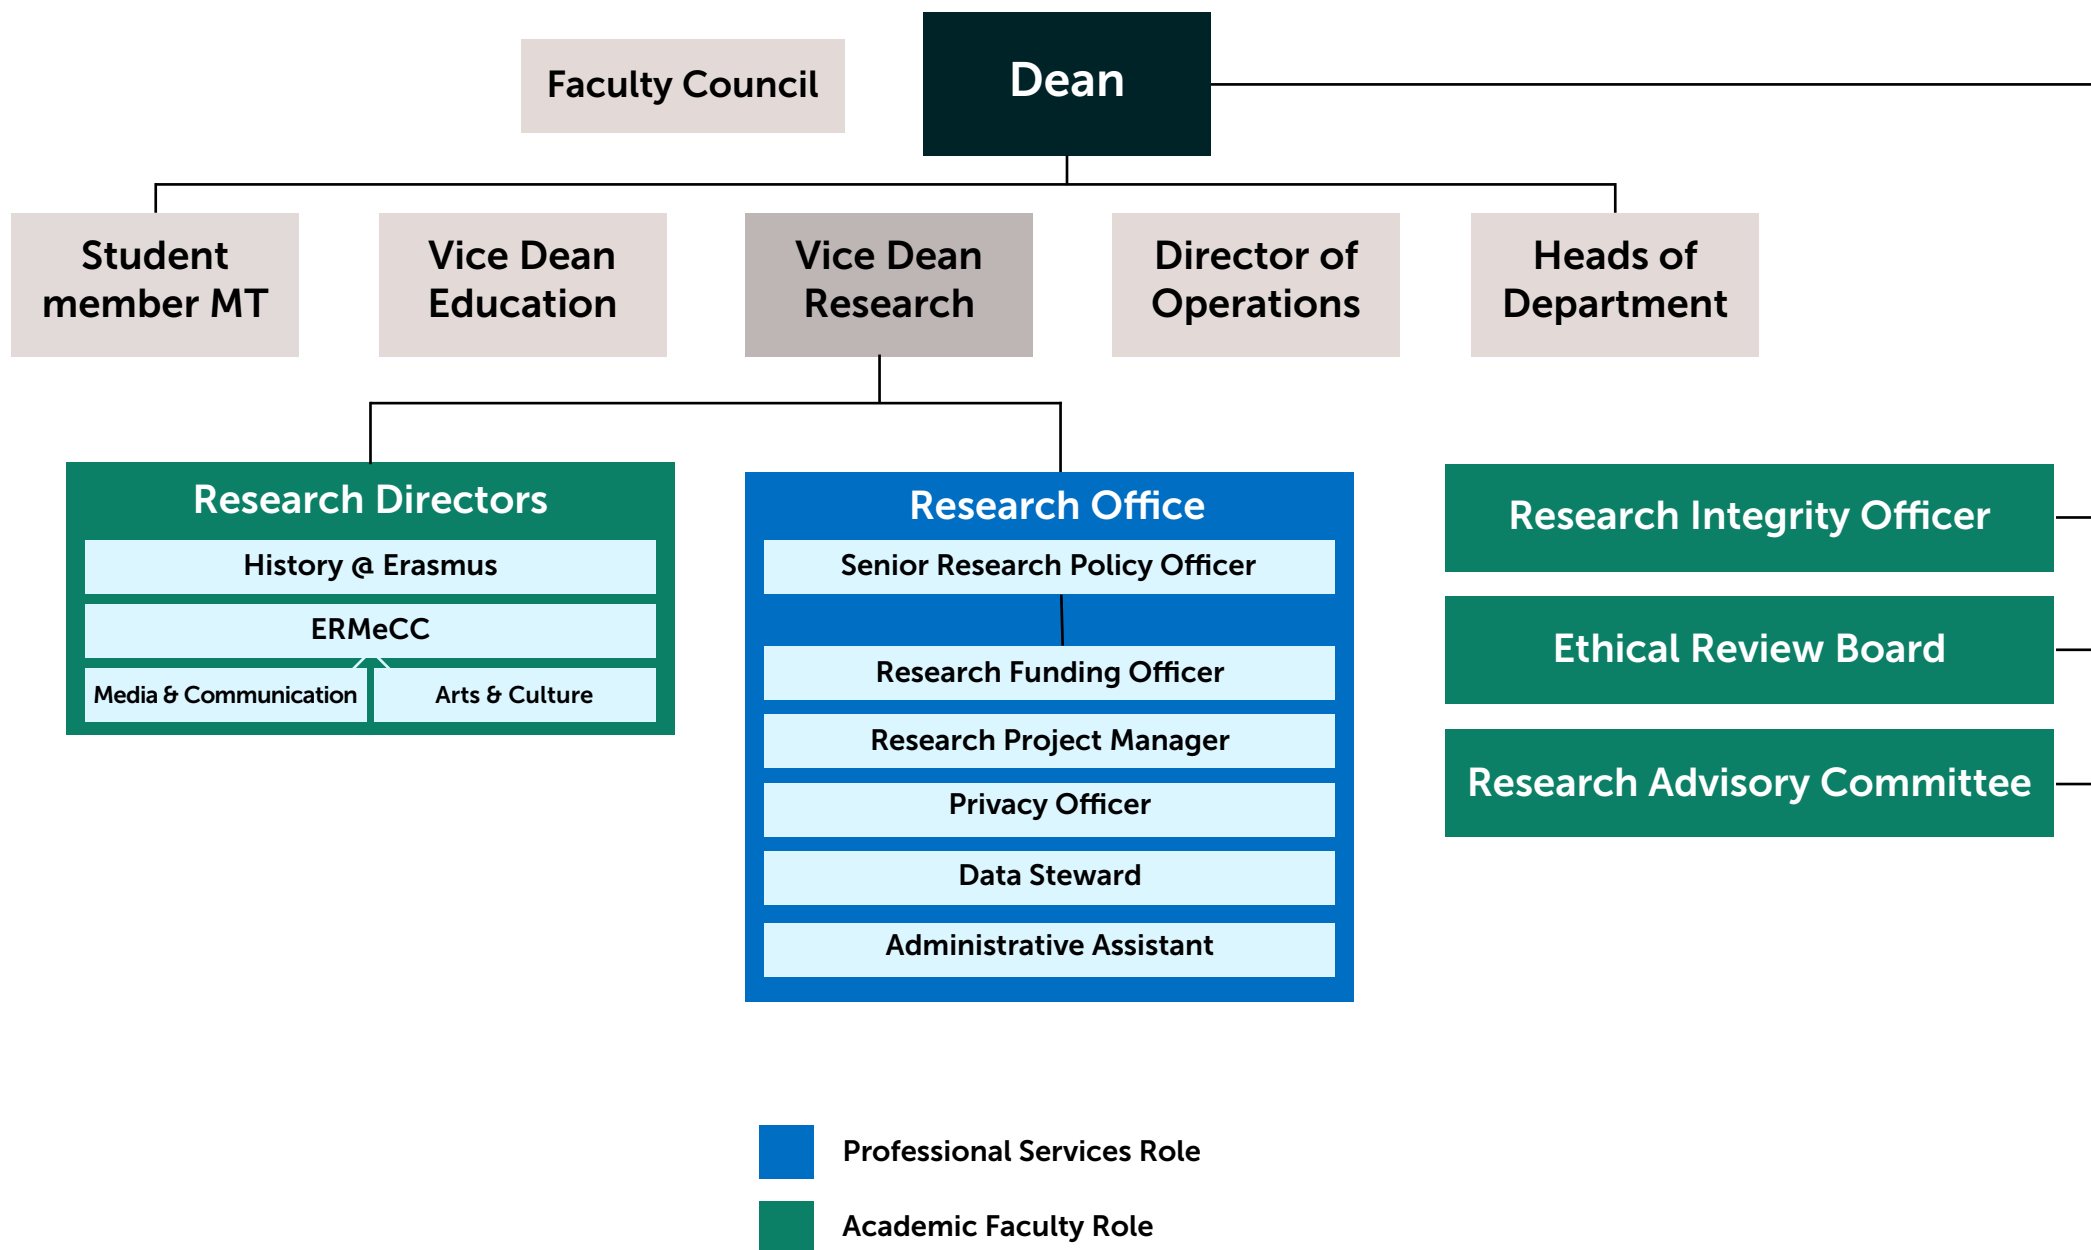 Faculty Council
Dean
Student
member MT
Vice Dean
Education
Vice Dean
Research
Director of
Operations
Heads of
Department
Research Directors
History @ Erasmus
ERMeCC
Media & Communication
Arts & Culture
Research Office
Senior Research Policy Officer
Research Funding Officer
Research Project Manager
Privacy Officer
Data Steward
Administrative Assistant
Research Integrity Officer
Ethical Review Board
Research Advisory Committee
Professional Services Role
Academic Faculty Role